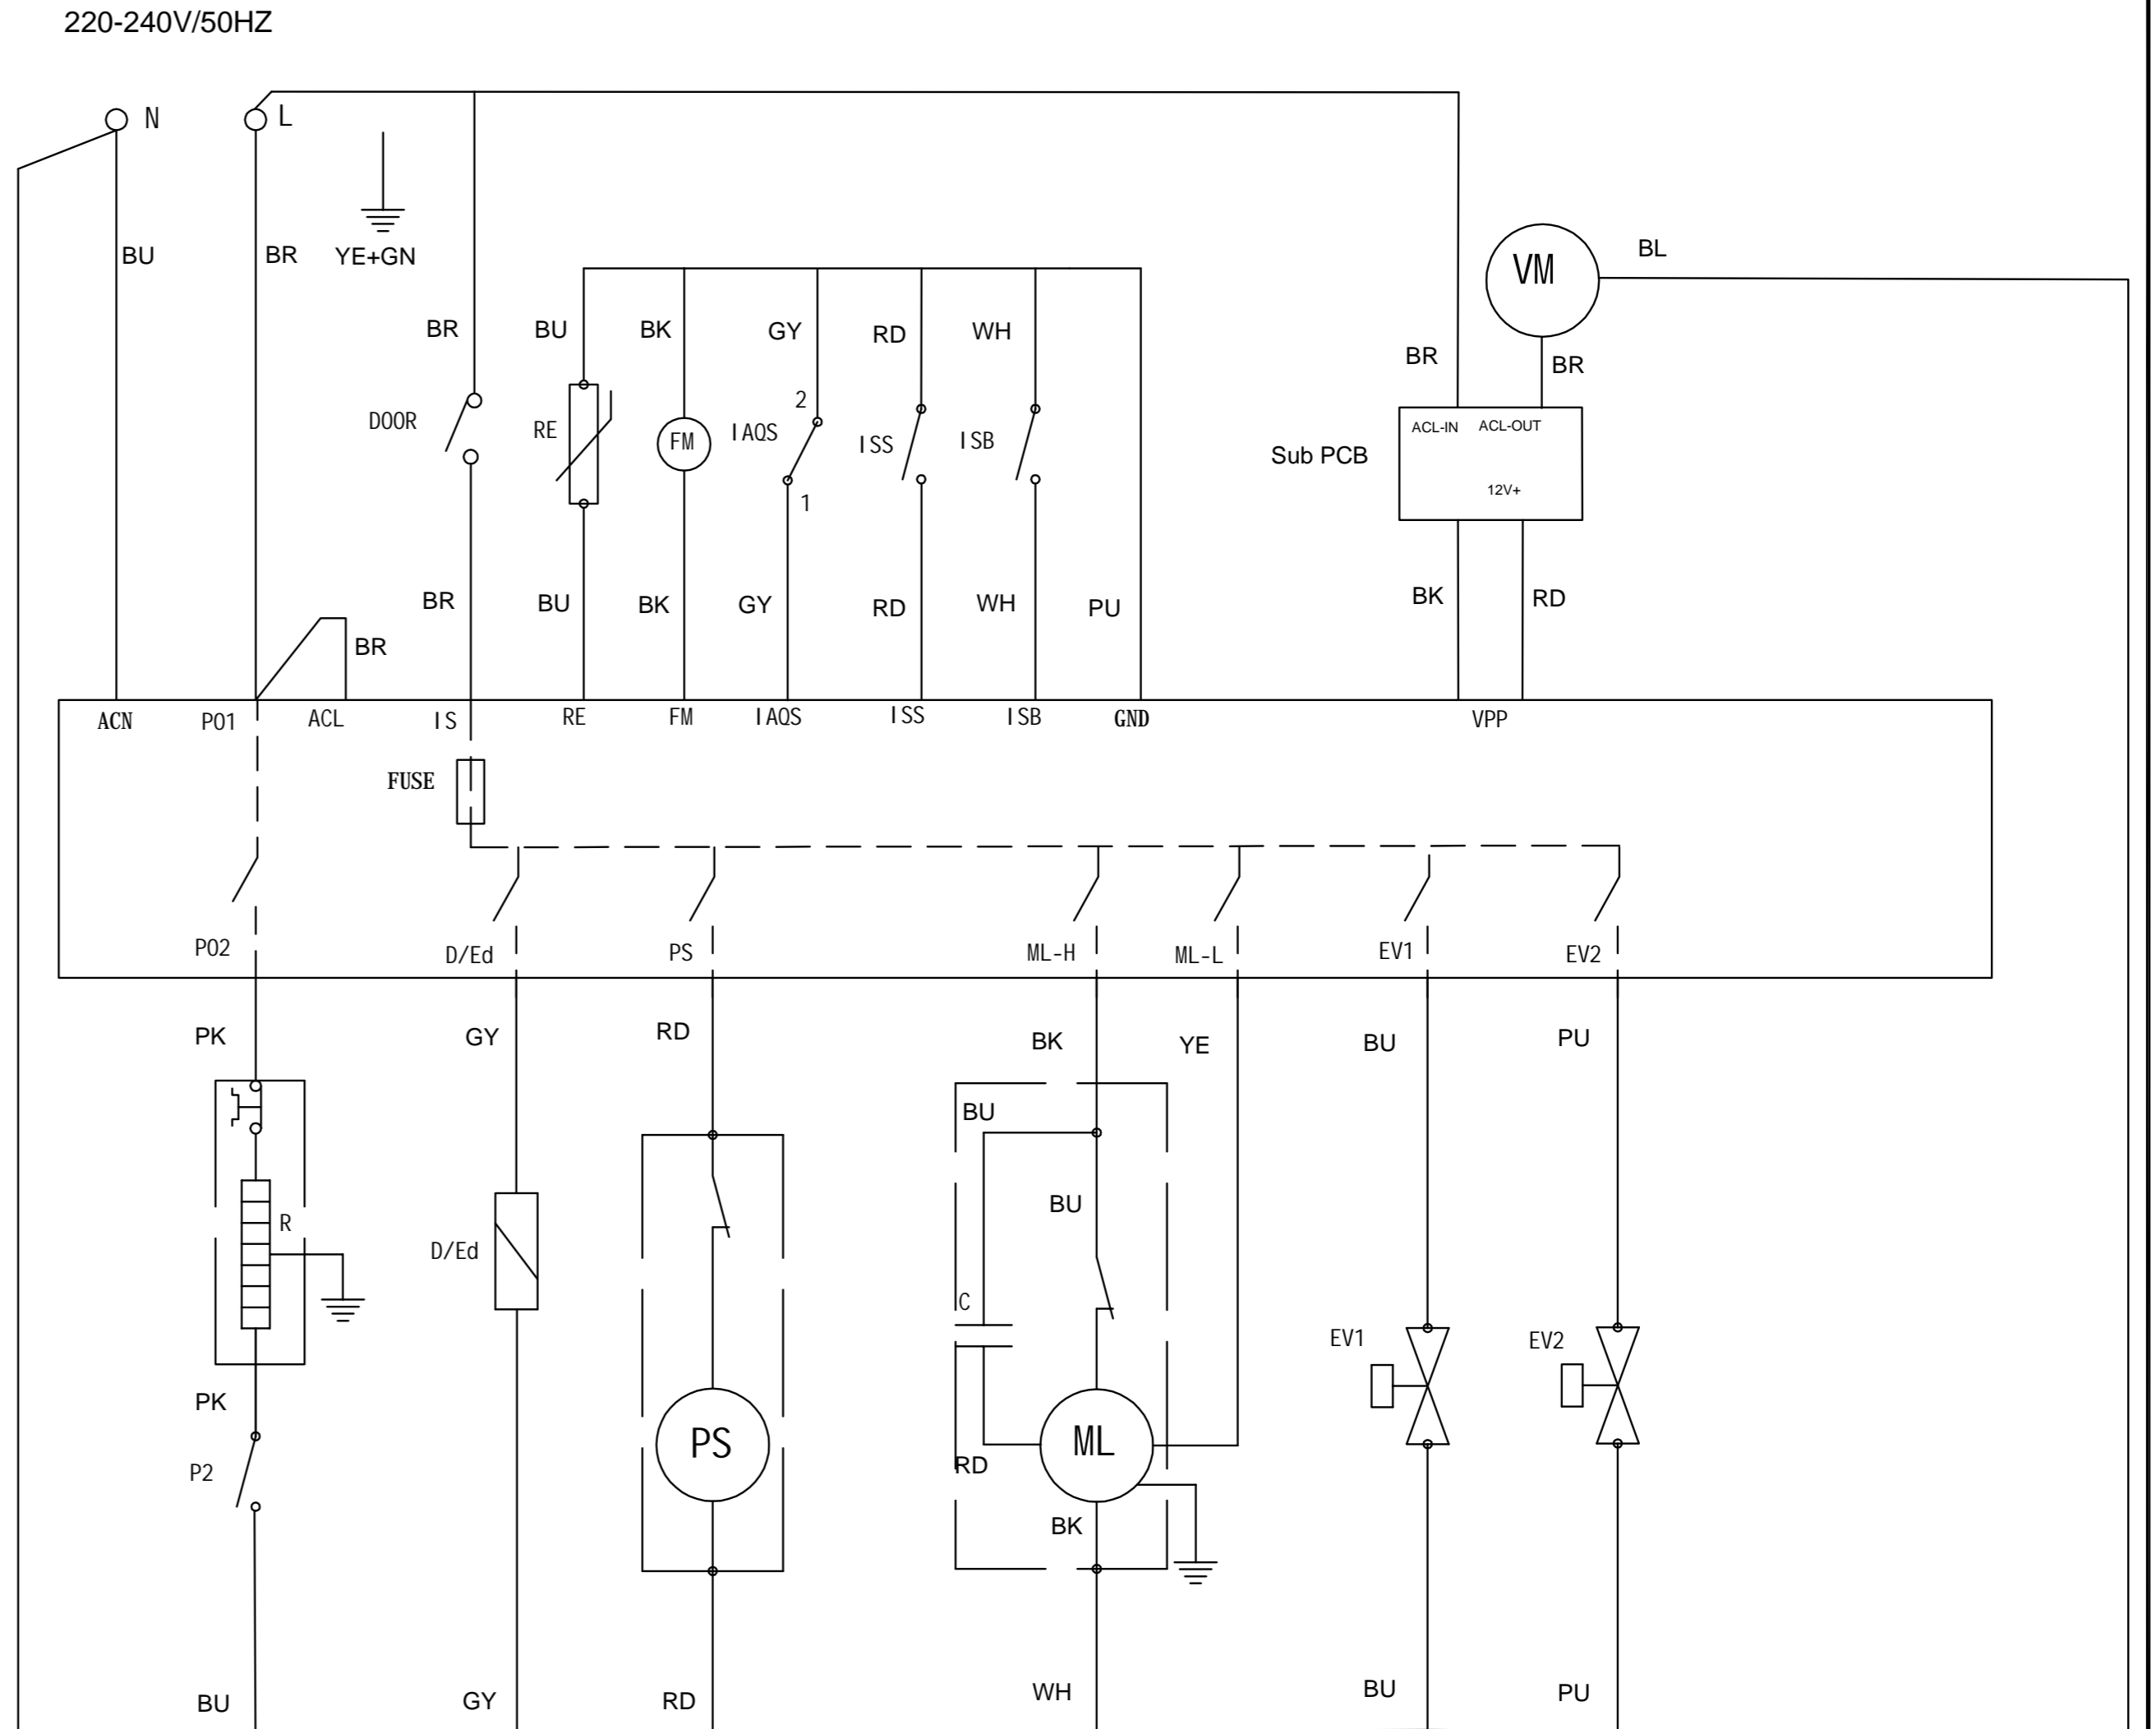 220-240V/50HZ
N
L
BU
BR
YE+GN
BL
VM
BR
BU
BK
GY
RD
WH
BR
BR
DOOR
RE
FM
2
IAQS
1
ISS
ISB
Sub PCB
ACL-IN ACL-OUT
12V+
BR
BU
BK
GY
RD
WH
PU
BK
RD
BR
ACN P01 ACL IS RE FM IAQS ISS ISB GND VPP
FUSE
P02 D/Ed PS ML-H ML-L EV1 EV2
PK
GY
RD
BK
YE
BU
PU
BU
BU
R
D/Ed
C
EV1
EV2
PK
PS
ML
P2
RD
BK
BU
GY
RD
WH
BU
PU